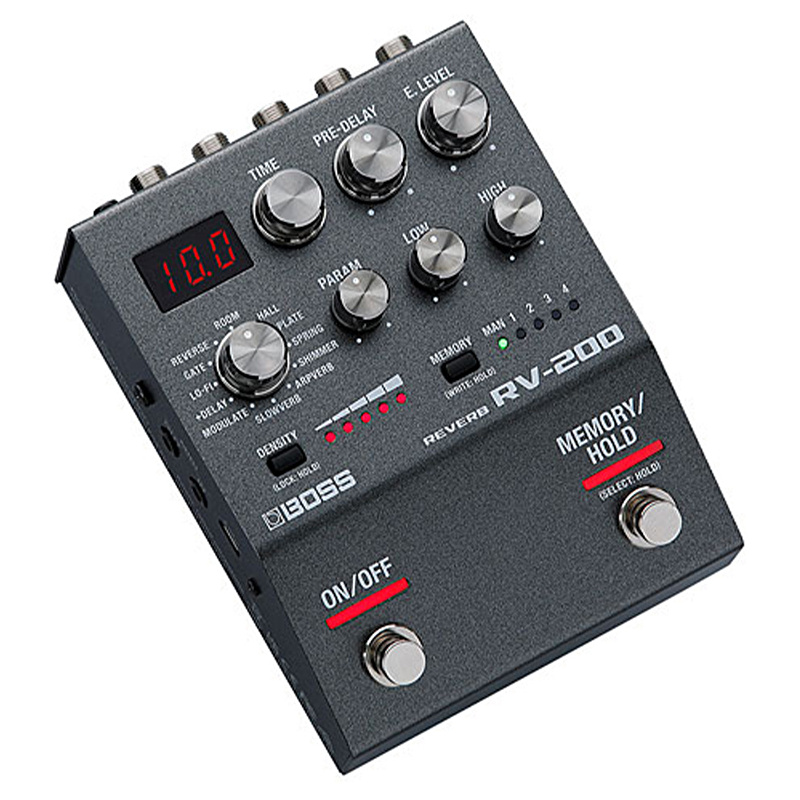 TIME
PRE-DELAY
E. LEVEL
10.0
PARAM
LOW
HIGH
REVERSE
ROOM
HALL
PLATE
GATE
SPRING
LO-FI
SHIMMER
+DELAY
ARPVERB
MODULATE
SLOWVERB
MEMORY
(WRITE: HOLD)
MAN 1 2 3 4
DENSITY
(LOCK: HOLD)
REVERB RV-200
BOSS
MEMORY/
HOLD
(SELECT: HOLD)
ON/OFF